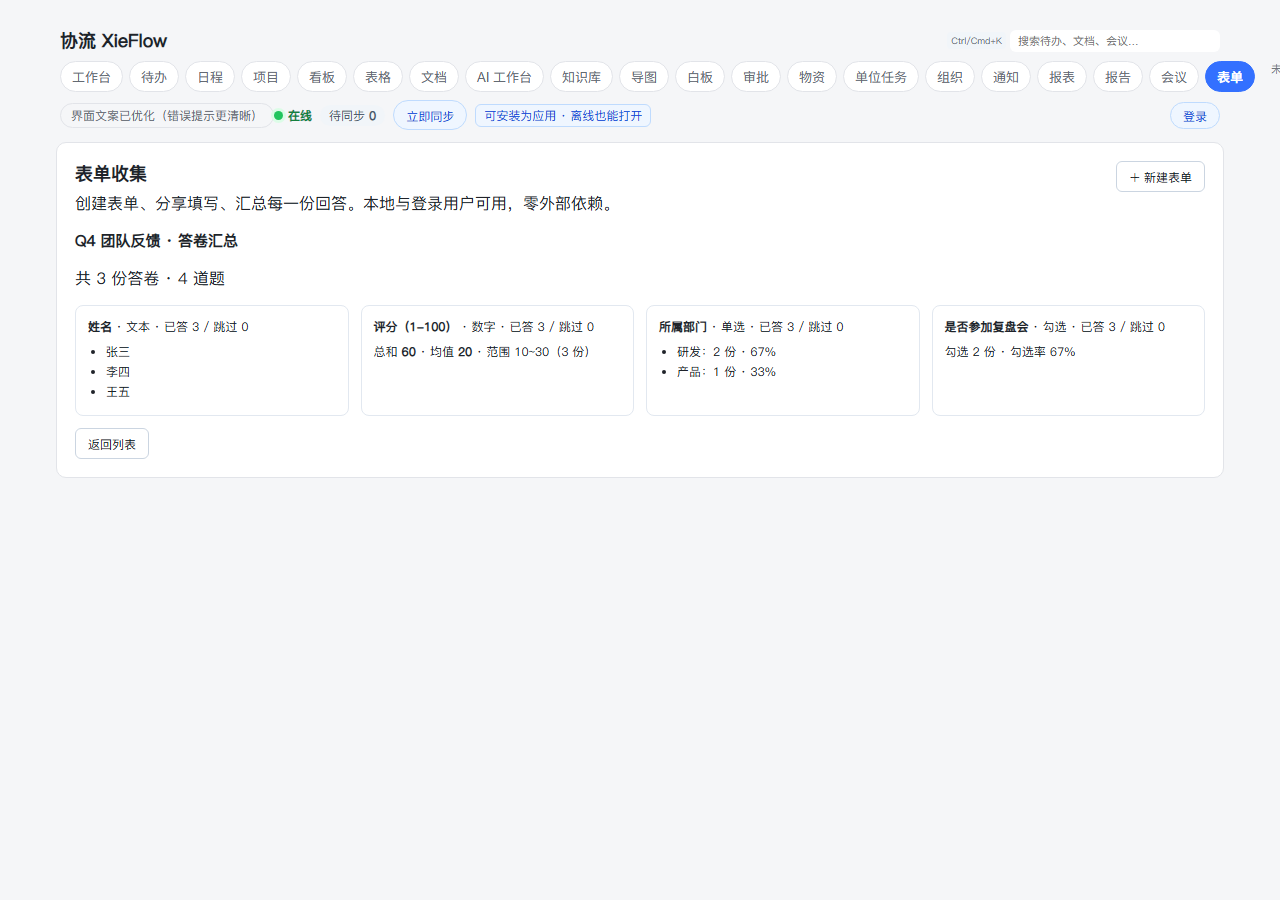 协流 XieFlow
Ctrl/Cmd+K 搜索待办、文档、会议...
工作台 待办 日程 项目 看板 表格 文档 AI 工作台 知识库 导图 白板 审批 物资 单位任务 组织 通知 报表 报告 会议 表单 未
界面文案已优化（错误提示更清晰） 在线 待同步 0 立即同步 可安装为应用 · 离线也能打开 登录
表单收集
＋ 新建表单
创建表单、分享填写、汇总每一份回答。本地与登录用户可用，零外部依赖。
Q4 团队反馈 · 答卷汇总
共 3 份答卷 · 4 道题
姓名 · 文本 · 已答 3 / 跳过 0
• 张三
• 李四
• 王五
评分（1–100） · 数字 · 已答 3 / 跳过 0
总和 60 · 均值 20 · 范围 10~30（3 份）
所属部门 · 单选 · 已答 3 / 跳过 0
• 研发：2 份 · 67%
• 产品：1 份 · 33%
是否参加复盘会 · 勾选 · 已答 3 / 跳过 0
勾选 2 份 · 勾选率 67%
返回列表